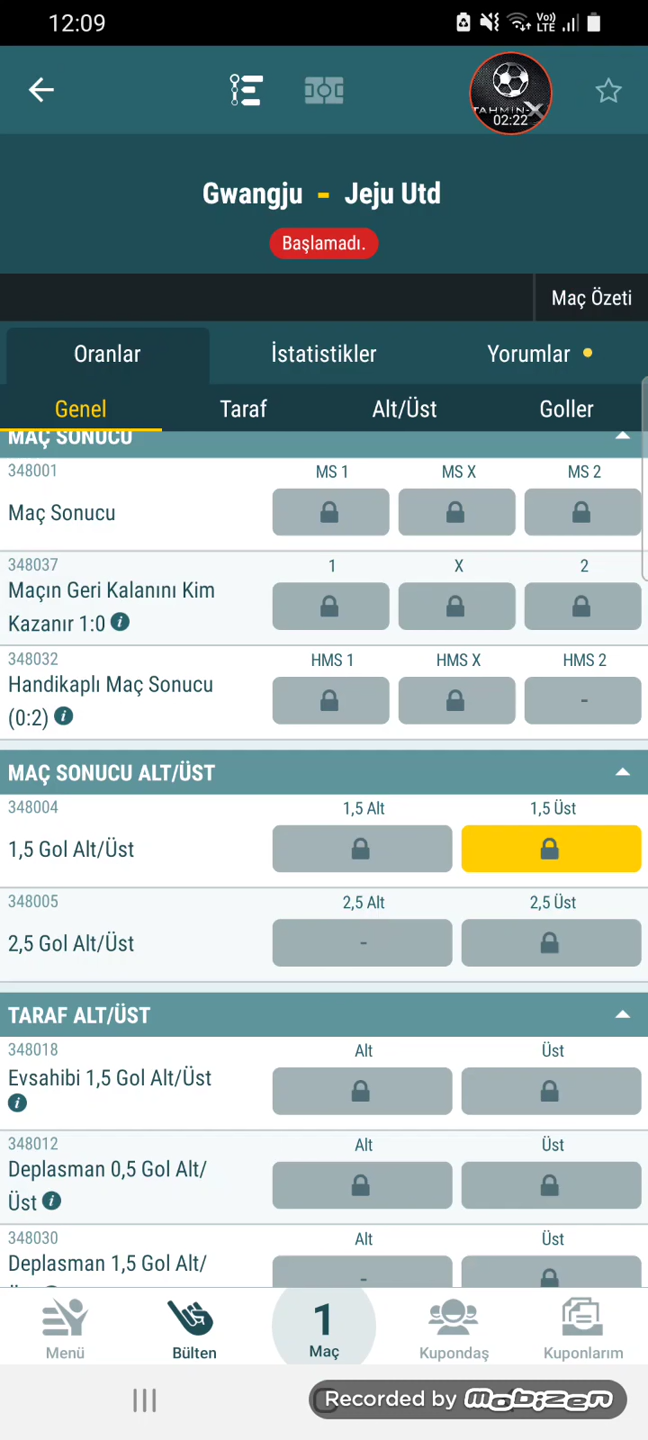 12:09
Vo))
LTE
TAHMİN-X
02:22
Gwangju - Jeju Utd
Başlamadı.
Maç Özeti
Oranlar İstatistikler Yorumlar
Genel Taraf Alt/Üst Goller
MAÇ SONUCU
348001 MS 1 MS X MS 2
Maç Sonucu
348037 1 X 2
Maçın Geri Kalanını Kim
Kazanır 1:0 i
348032 HMS 1 HMS X HMS 2
Handikaplı Maç Sonucu
(0:2) i -
MAÇ SONUCU ALT/ÜST
348004 1,5 Alt 1,5 Üst
1,5 Gol Alt/Üst
348005 2,5 Alt 2,5 Üst
2,5 Gol Alt/Üst -
TARAF ALT/ÜST
348018 Alt Üst
Evsahibi 1,5 Gol Alt/Üst
i
348012 Alt Üst
Deplasman 0,5 Gol Alt/
Üst i
348030 Alt Üst
Deplasman 1,5 Gol Alt/
-
1
Menü Bülten Maç Kupondaş Kuponlarım
Recorded by mobizen